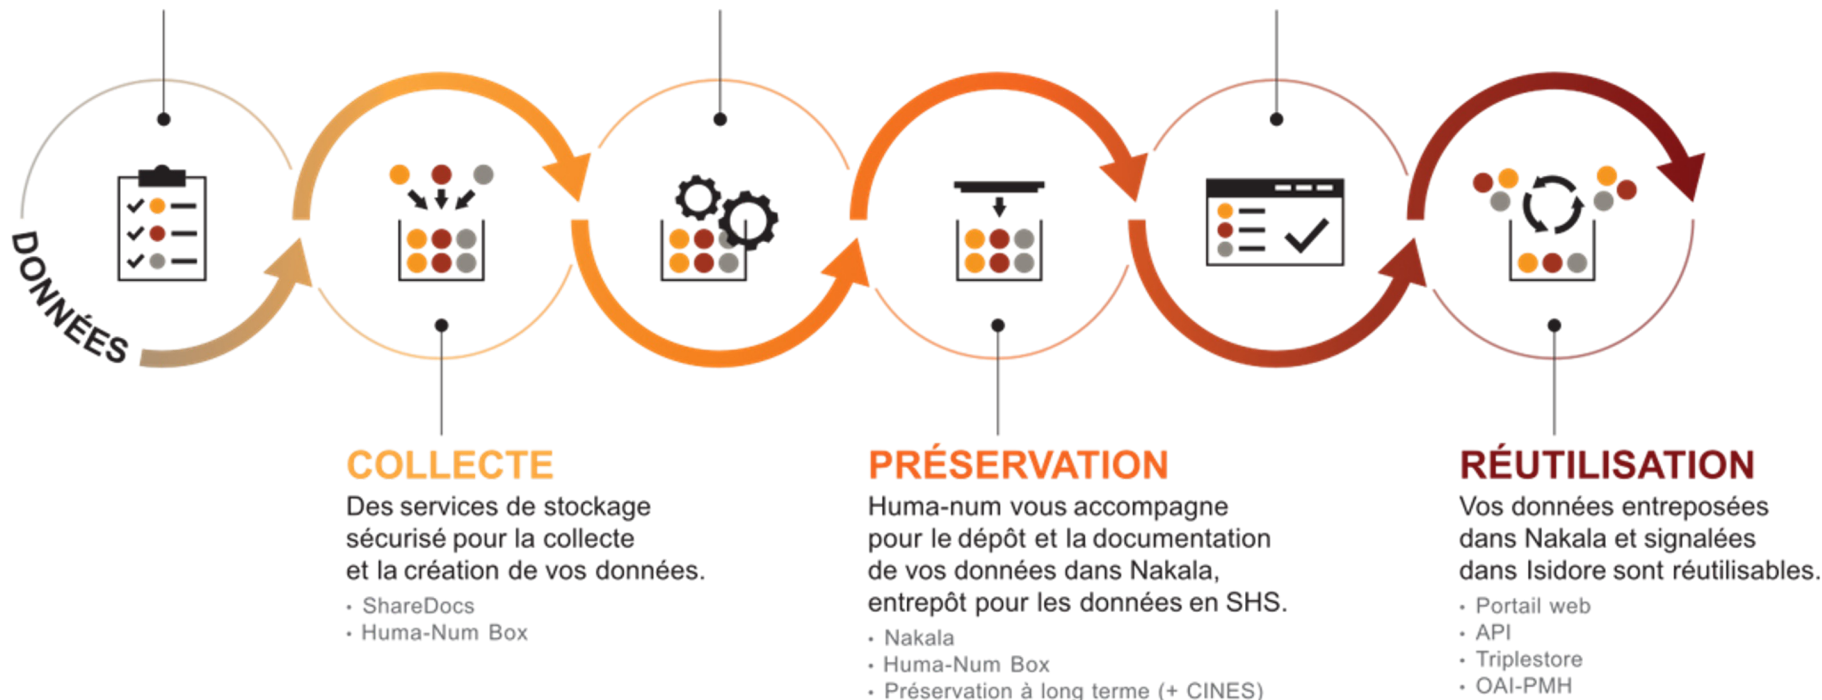 DONNÉES
COLLECTE
Des services de stockage
sécurisé pour la collecte
et la création de vos données.
• ShareDocs
• Huma-Num Box
PRÉSERVATION
Huma-num vous accompagne
pour le dépôt et la documentation
de vos données dans Nakala,
entrepôt pour les données en SHS.
• Nakala
• Huma-Num Box
• Préservation à long terme (+ CINES)
RÉUTILISATION
Vos données entreposées
dans Nakala et signalées
dans Isidore sont réutilisables.
• Portail web
• API
• Triplestore
• OAI-PMH